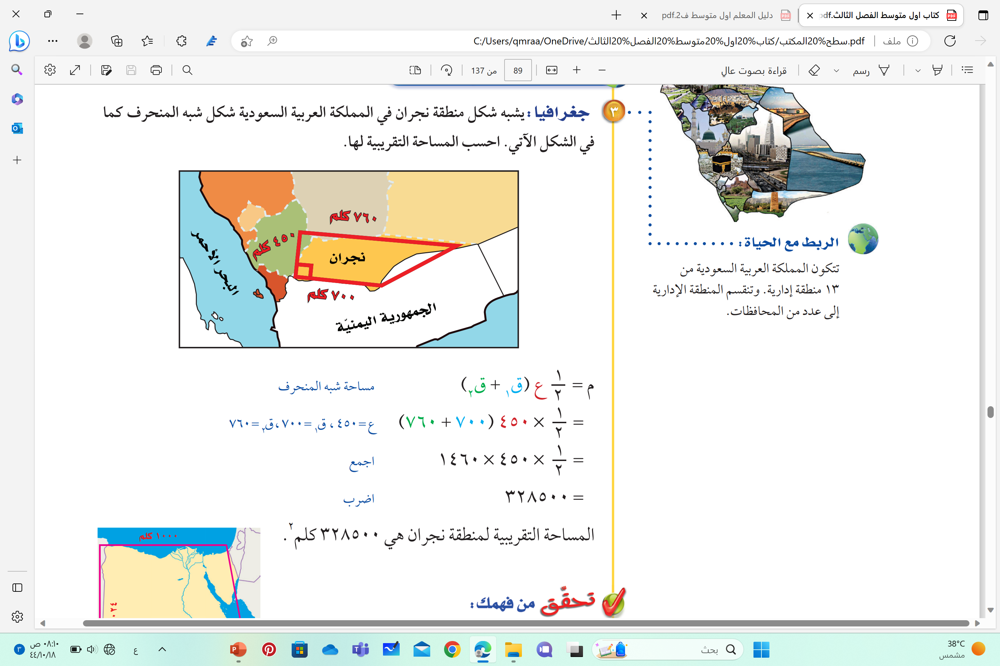 كتاب اول متوسط الفصل الثالث.pdf
دليل المعلم اول متوسط ف2.pdf
ملف
C:/Users/qmraa/OneDrive/سطح%20المكتب/كتاب%20اول%20متوسط%20الفصل%20الثالث.pdf
رسم
قراءة بصوت عالٍ
89
من 137
٣
جغرافيا: يشبه شكل منطقة نجران في المملكة العربية السعودية شكل شبه المنحرف كما
في الشكل الآتي. احسب المساحة التقريبية لها.
٧٦٠ كلم
٤٥٠ كلم
نجران
٧٠٠ كلم
البحر الأحمر
الجمهورية اليمنيّة
الربط مع الحياة:
تتكون المملكة العربية السعودية من
١٣ منطقة إدارية. وتنقسم المنطقة الإدارية
إلى عدد من المحافظات.
م = ١/٢ ع (ق١ + ق٢) مساحة شبه المنحرف
= ١/٢ × ٤٥٠ (٧٠٠ + ٧٦٠) ع=٤٥٠ ، ق١=٧٠٠، ق٢=٧٦٠
= ١/٢ × ٤٥٠ × ١٤٦٠ اجمع
= ٣٢٨٥٠٠ اضرب
المساحة التقريبية لمنطقة نجران هي ٣٢٨٥٠٠ كلم٢.
١٠٠٠ كلم
تحقّق من فهمك:
38°C
مشمس
بحث
ع
٠٨:١٠ ص
٤٤/١٠/١٨
٣